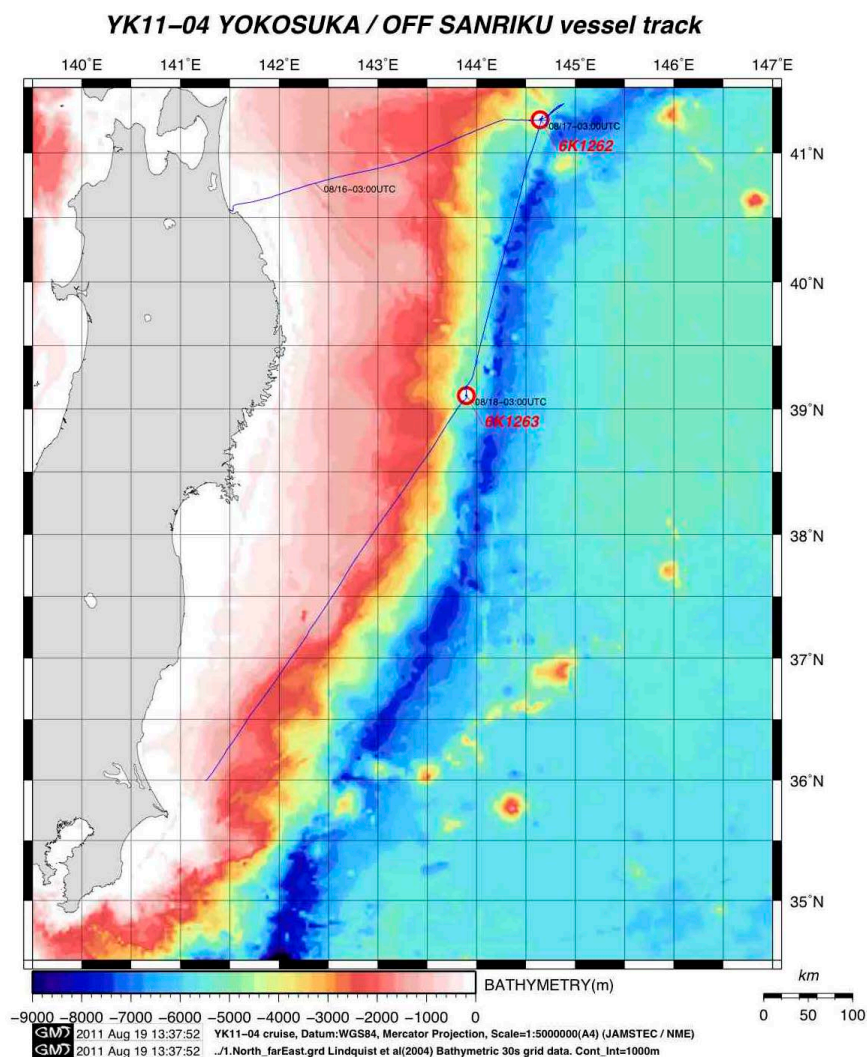 YK11–04 YOKOSUKA / OFF SANRIKU vessel track
140˚E 141˚E 142˚E 143˚E 144˚E 145˚E 146˚E 147˚E
08/17–03:00UTC
6K1262
41˚N
08/16–03:00UTC
40˚N
08/18–03:00UTC
39˚N
6K1263
38˚N
37˚N
36˚N
35˚N
km
BATHYMETRY(m)
0 50 100
−9000 −8000 −7000 −6000 −5000 −4000 −3000 −2000 −1000 0
GMT 2011 Aug 19 13:37:52 YK11–04 cruise, Datum:WGS84, Mercator Projection, Scale=1:5000000(A4) (JAMSTEC / NME)
GMT 2011 Aug 19 13:37:52 ../1.North_farEast.grd Lindquist et al(2004) Bathymetric 30s grid data. Cont_Int=1000m